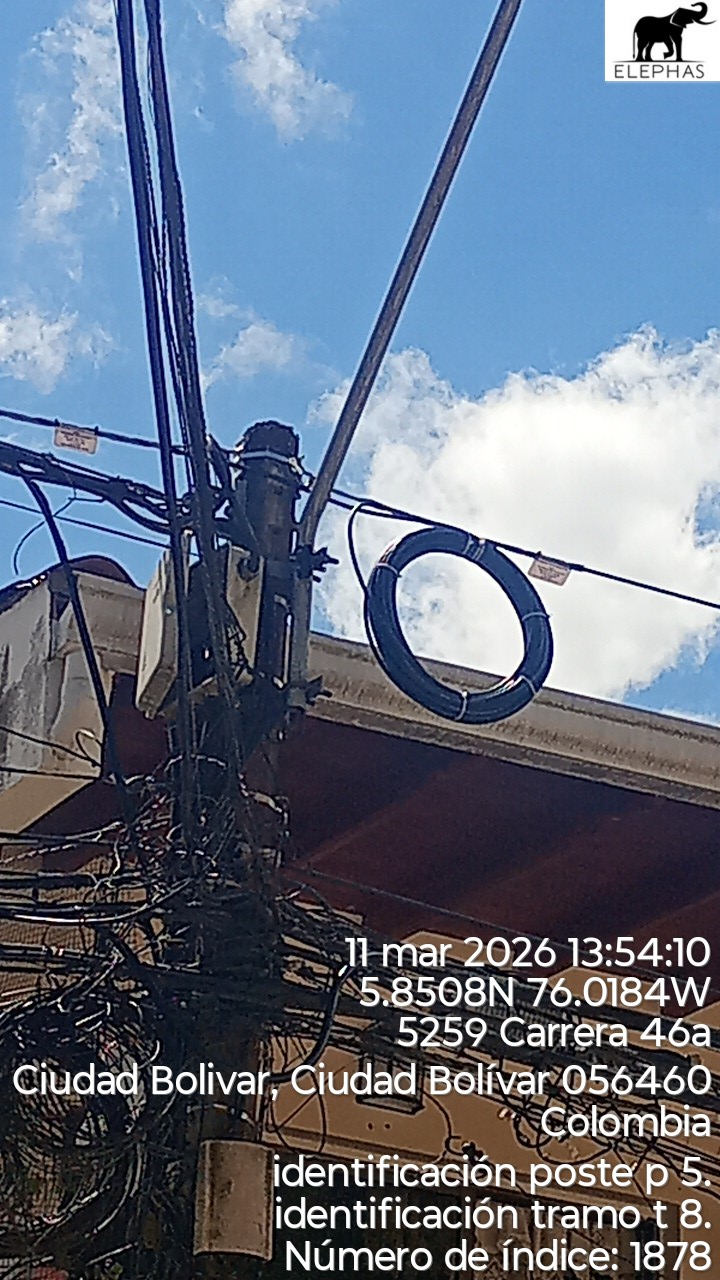 ELEPHAS
11 mar 2026 13:54:10
5.8508N 76.0184W
5259 Carrera 46a
Ciudad Bolivar, Ciudad Bolívar 056460
Colombia
identificación poste p 5.
identificación tramo t 8.
Número de índice: 1878